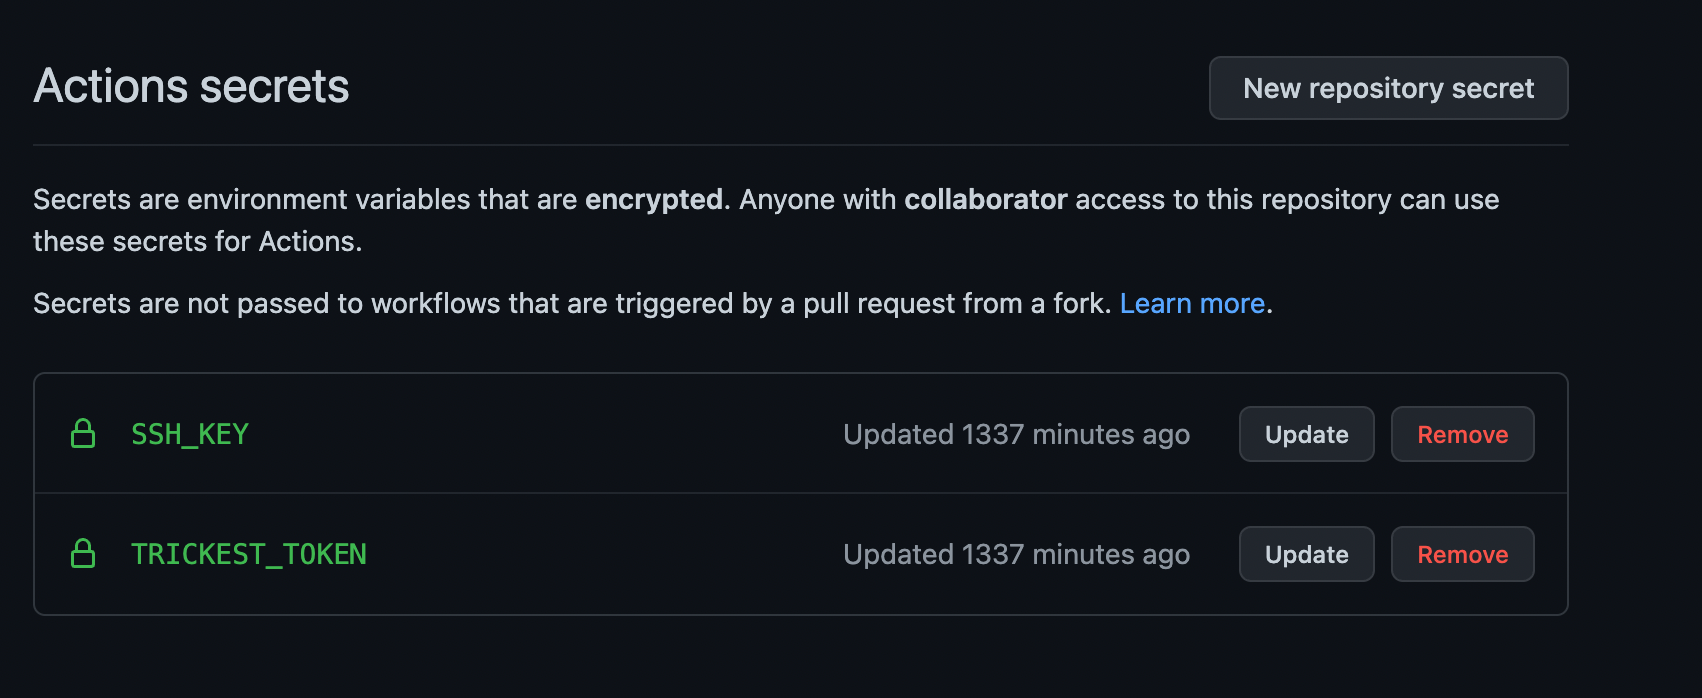 Actions secrets
New repository secret
Secrets are environment variables that are encrypted. Anyone with collaborator access to this repository can use
these secrets for Actions.
Secrets are not passed to workflows that are triggered by a pull request from a fork. Learn more.
SSH_KEY Updated 1337 minutes ago Update Remove
TRICKEST_TOKEN Updated 1337 minutes ago Update Remove